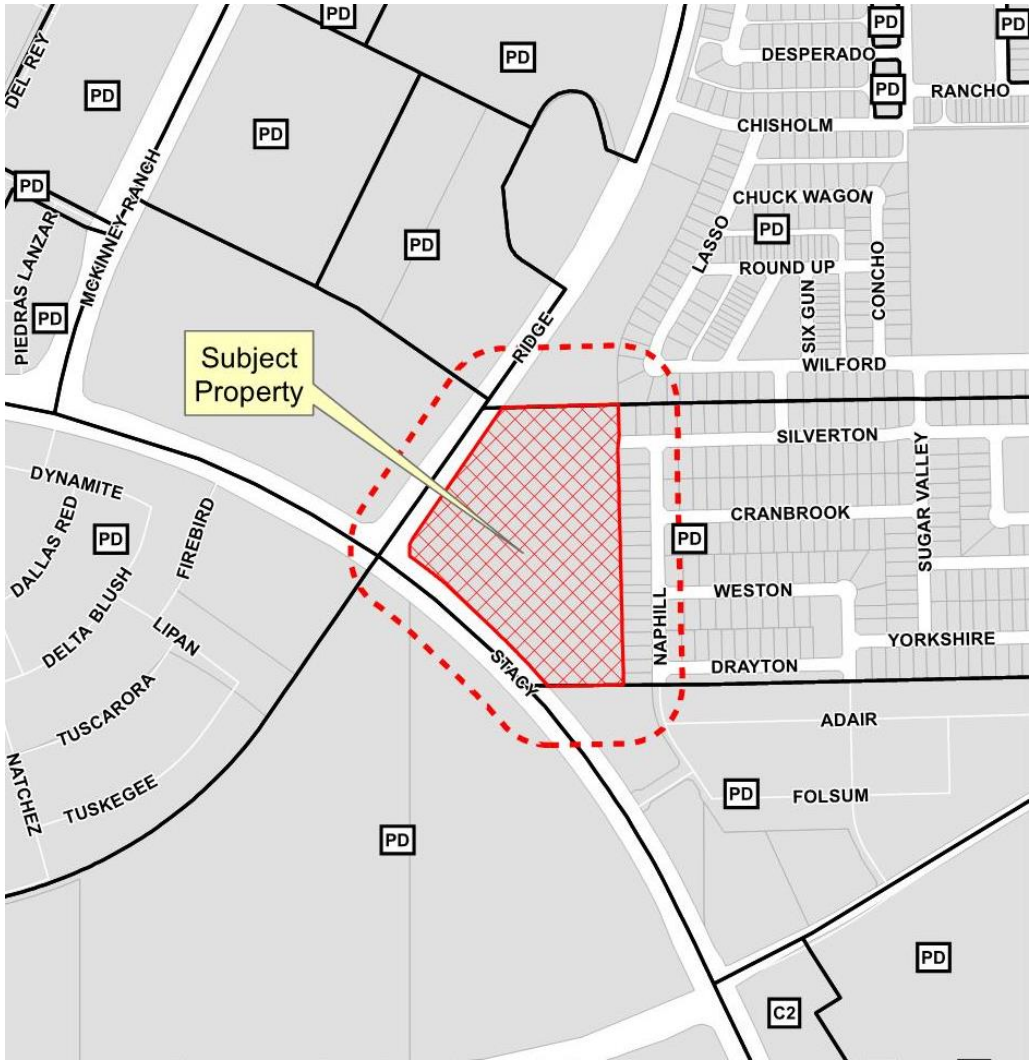 PD
PD
PD
DESPERADO
PD
DEL REY
PD
PD
RANCHO
PD
CHISHOLM
MCKINNEY RANCH
PD
PIEDRAS LANZAR
CHUCK WAGON
LASSO
PD
PD
ROUND UP
SIX GUN
CONCHO
PD
RIDGE
WILFORD
Subject
Property
SILVERTON
SUGAR VALLEY
DYNAMITE
DALLAS RED
PD
FIREBIRD
CRANBROOK
PD
DELTA BLUSH
WESTON
LIPAN
NAPHILL
YORKSHIRE
STACY
DRAYTON
TUSCARORA
ADAIR
NATCHEZ
TUSKEGEE
PD
FOLSUM
PD
PD
C2